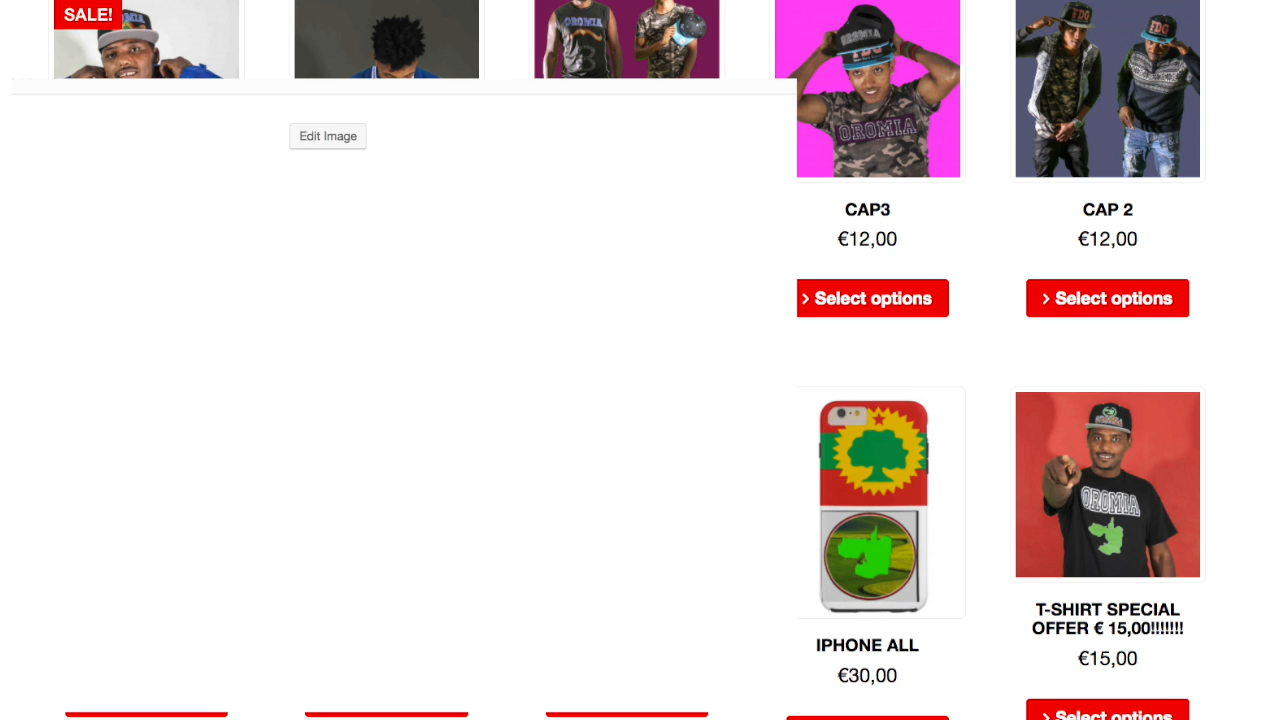 SALE!
OROMIA
OROMIA
FDG
FDG
FDG
OROMIA
Edit Image
CAP3
€12,00
Select options
CAP 2
€12,00
Select options
OROMIA
IPHONE ALL
€30,00
T-SHIRT SPECIAL
OFFER € 15,00!!!!!!!
€15,00
Select options